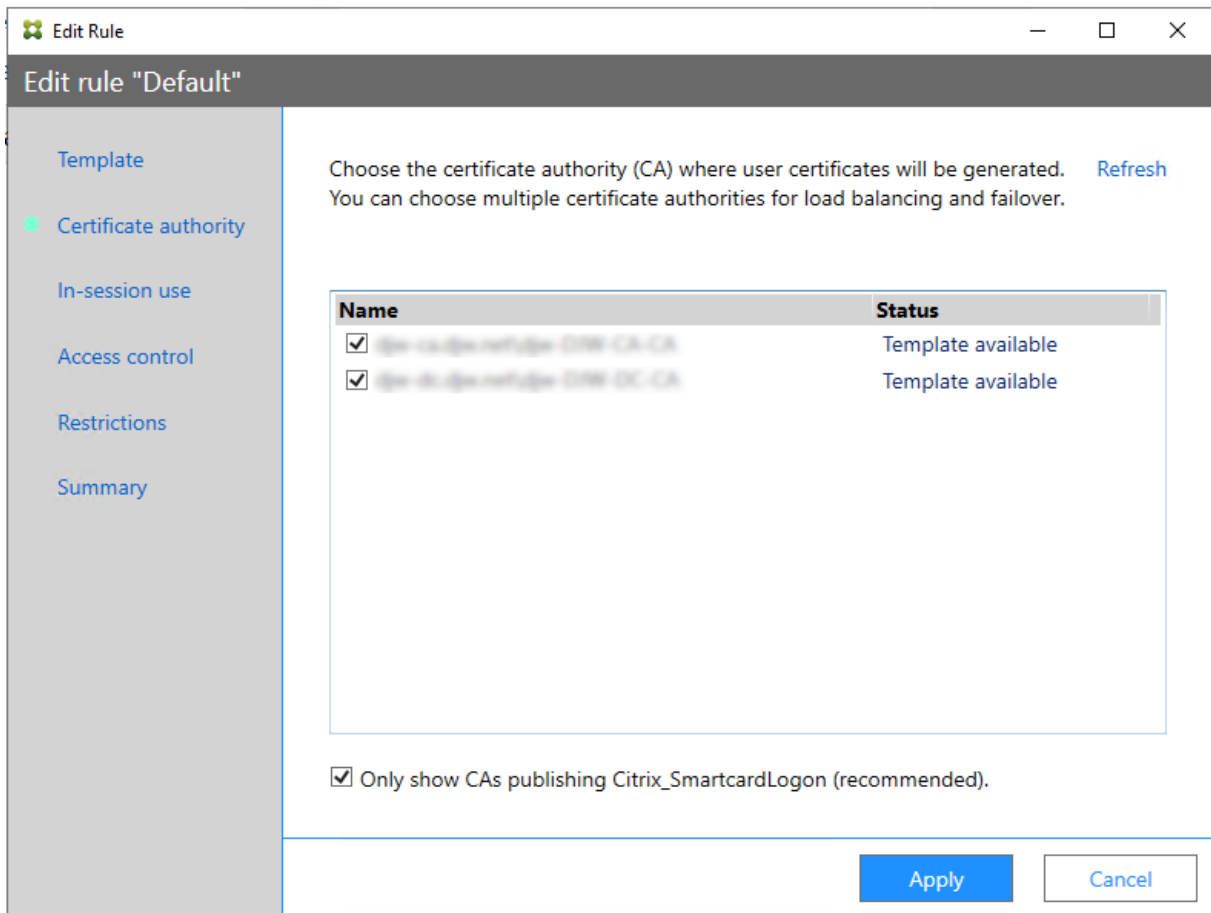 Edit Rule
Edit rule "Default"
Template
Certificate authority
In-session use
Access control
Restrictions
Summary
Choose the certificate authority (CA) where user certificates will be generated.
You can choose multiple certificate authorities for load balancing and failover.
Refresh
Name Status
Template available
Template available
Only show CAs publishing Citrix_SmartcardLogon (recommended).
Apply Cancel